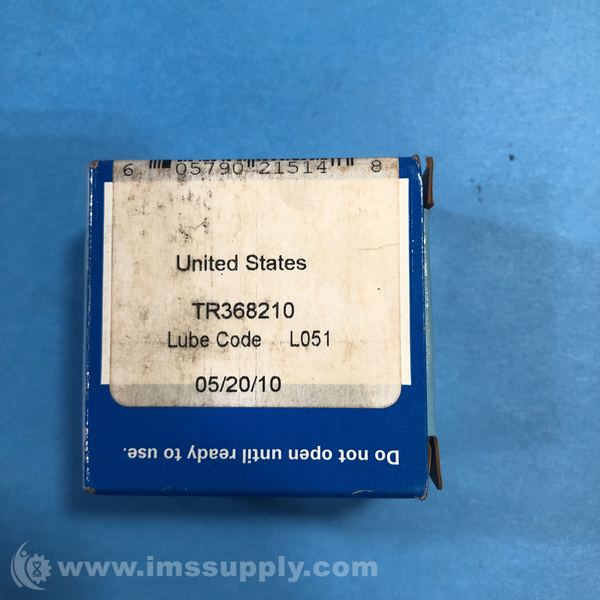 6 05790 21514 8
United States
TR368210
Lube Code L051
05/20/10
Do not open until ready to use.
www.imssupply.com